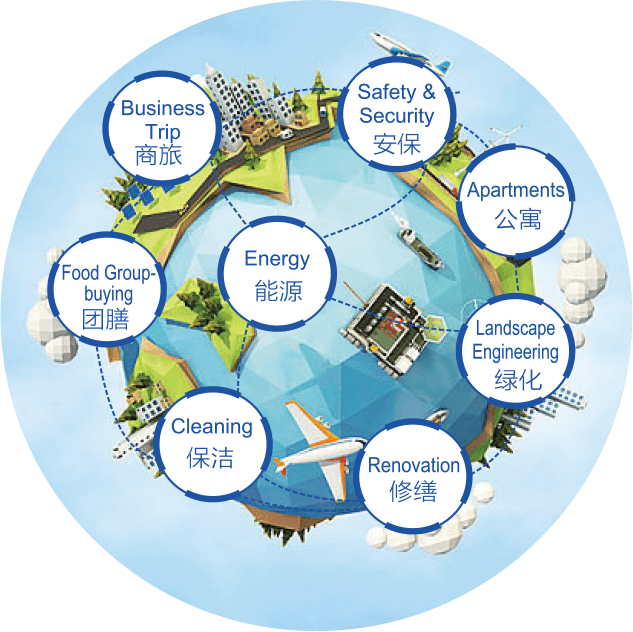 Business
Trip
商旅
Safety &
Security
安保
Apartments
公寓
Energy
能源
Food Group-
buying
团膳
Landscape
Engineering
绿化
Cleaning
保洁
Renovation
修缮